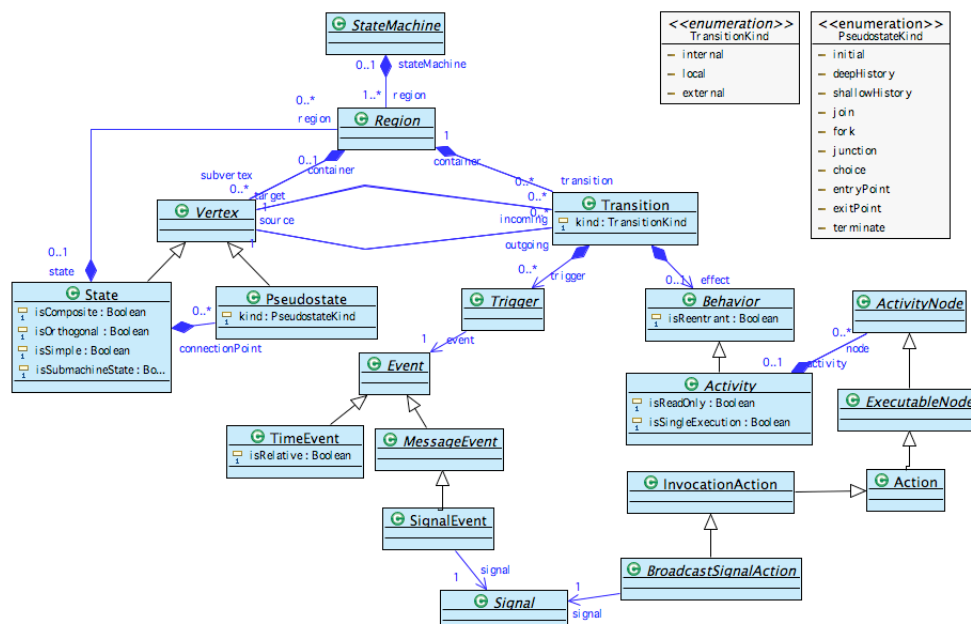 StateMachine
0..1
stateMachine
0..*
1..*
region
region
Region
1
0..1
container
container
subvertex
0..*
target
transition
0..*
Vertex
1
source
1
0..*
incoming
outgoing
Transition
kind : TransitionKind
<<enumeration>>
TransitionKind
internal
local
external
<<enumeration>>
PseudostateKind
initial
deepHistory
shallowHistory
join
fork
junction
choice
entryPoint
exitPoint
terminate
0..1
state
State
isComposite : Boolean
isOrthogonal : Boolean
isSimple : Boolean
isSubmachineState : Bo...
0..*
connectionPoint
Pseudostate
kind : PseudostateKind
0..*
trigger
Trigger
0..1
effect
Behavior
isReentrant : Boolean
ActivityNode
1
event
Event
0..*
node
0..1
activity
Activity
isReadOnly : Boolean
isSingleExecution : Boolean
ExecutableNode
TimeEvent
isRelative : Boolean
MessageEvent
InvocationAction
Action
SignalEvent
1
signal
BroadcastSignalAction
1
signal
Signal